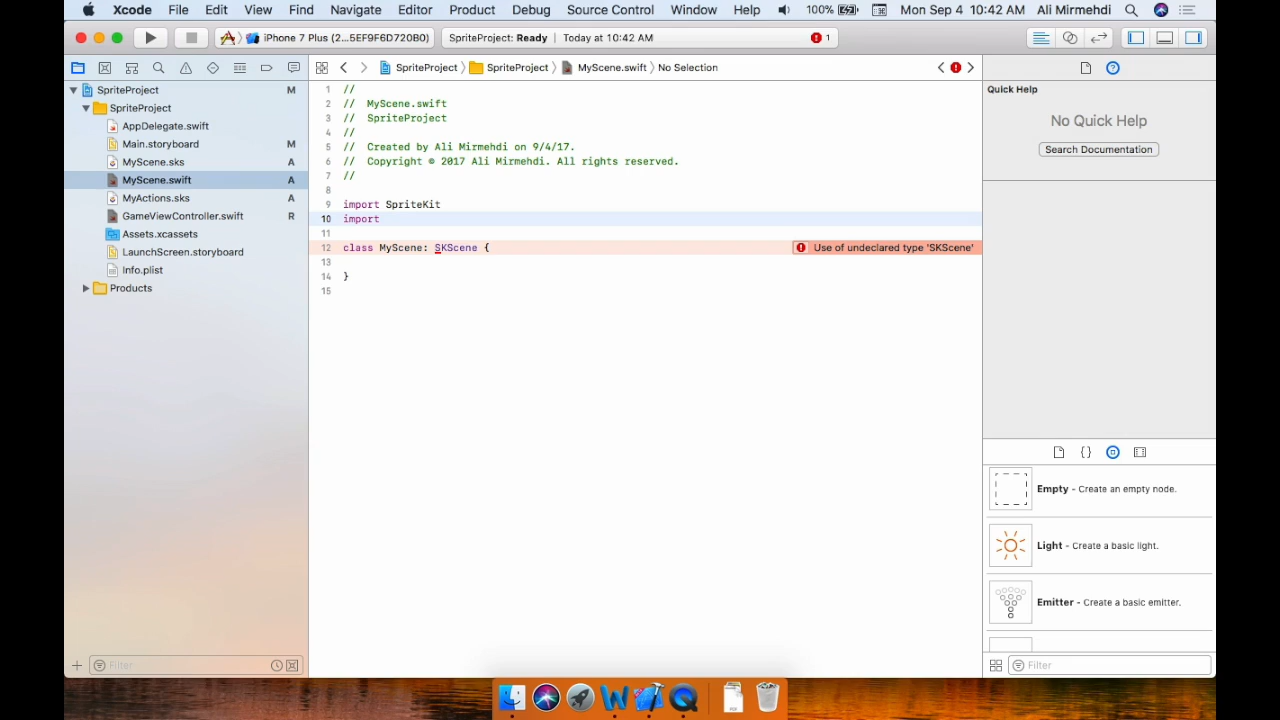 Xcode File Edit View Find Navigate Editor Product Debug Source Control Window Help 100% Mon Sep 4 10:42 AM Ali Mirmehdi
iPhone 7 Plus (2...5EF9F6D720B0) SpriteProject: Ready Today at 10:42 AM 1
SpriteProject SpriteProject MyScene.swift No Selection
SpriteProject M
SpriteProject
AppDelegate.swift
Main.storyboard M
MyScene.sks A
MyScene.swift A
MyActions.sks A
GameViewController.swift R
Assets.xcassets
LaunchScreen.storyboard
Info.plist
Products
Filter
1 //
2 // MyScene.swift
3 // SpriteProject
4 //
5 // Created by Ali Mirmehdi on 9/4/17.
6 // Copyright © 2017 Ali Mirmehdi. All rights reserved.
7 //
8
9 import SpriteKit
10 import
11
12 class MyScene: SKScene { Use of undeclared type 'SKScene'
13
14 }
15
Quick Help
No Quick Help
Search Documentation
{ }
Empty - Create an empty node.
Light - Create a basic light.
Emitter - Create a basic emitter.
Filter